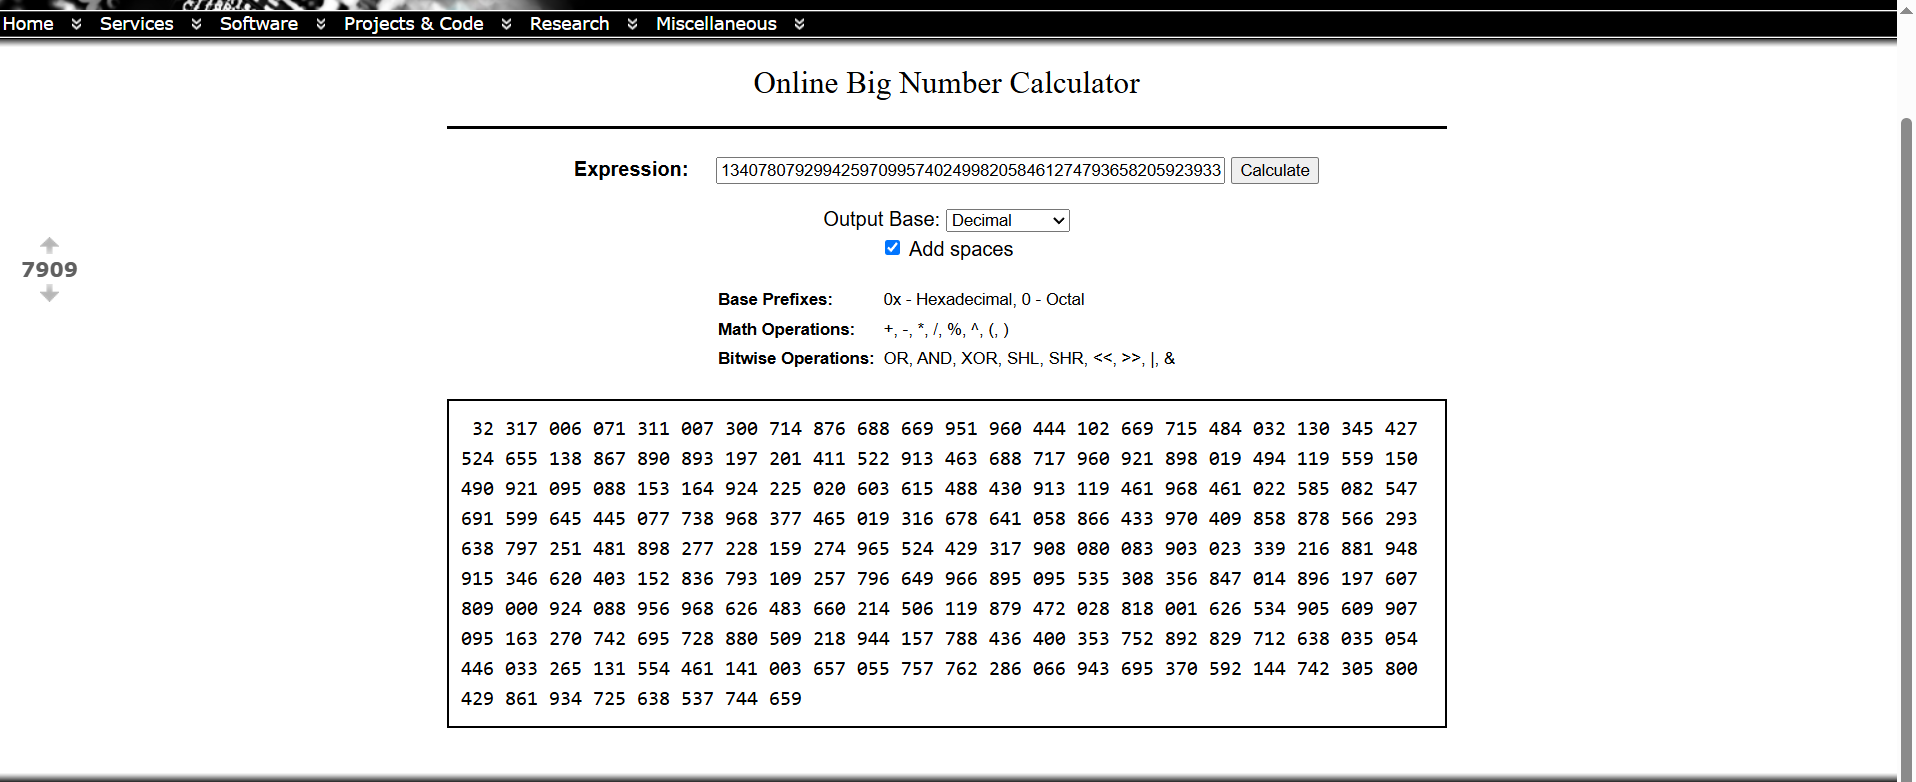 Home Services Software Projects & Code Research Miscellaneous
Online Big Number Calculator
Expression: 13407807929942597099574024998205846127479365820592393 Calculate
Output Base: Decimal
Add spaces
7909
Base Prefixes: 0x - Hexadecimal, 0 - Octal
Math Operations: +, -, *, /, %, ^, (, )
Bitwise Operations: OR, AND, XOR, SHL, SHR, <<, >>, |, &
32 317 006 071 311 007 300 714 876 688 669 951 960 444 102 669 715 484 032 130 345 427
524 655 138 867 890 893 197 201 411 522 913 463 688 717 960 921 898 019 494 119 559 150
490 921 095 088 153 164 924 225 020 603 615 488 430 913 119 461 968 461 022 585 082 547
691 599 645 445 077 738 968 377 465 019 316 678 641 058 866 433 970 409 858 878 566 293
638 797 251 481 898 277 228 159 274 965 524 429 317 908 080 083 903 023 339 216 881 948
915 346 620 403 152 836 793 109 257 796 649 966 895 095 535 308 356 847 014 896 197 607
809 000 924 088 956 968 626 483 660 214 506 119 879 472 028 818 001 626 534 905 609 907
095 163 270 742 695 728 880 509 218 944 157 788 436 400 353 752 892 829 712 638 035 054
446 033 265 131 554 461 141 003 657 055 757 762 286 066 943 695 370 592 144 742 305 800
429 861 934 725 638 537 744 659